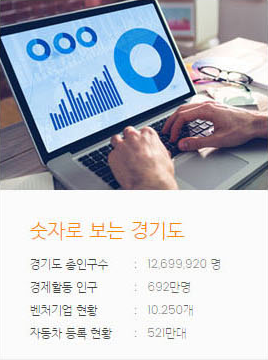 숫자로 보는 경기도
경기도 총인구수 : 12,699,920 명
경제활동 인구 : 692만명
벤처기업 현황 : 10,250개
자동차 등록 현황 : 521만대